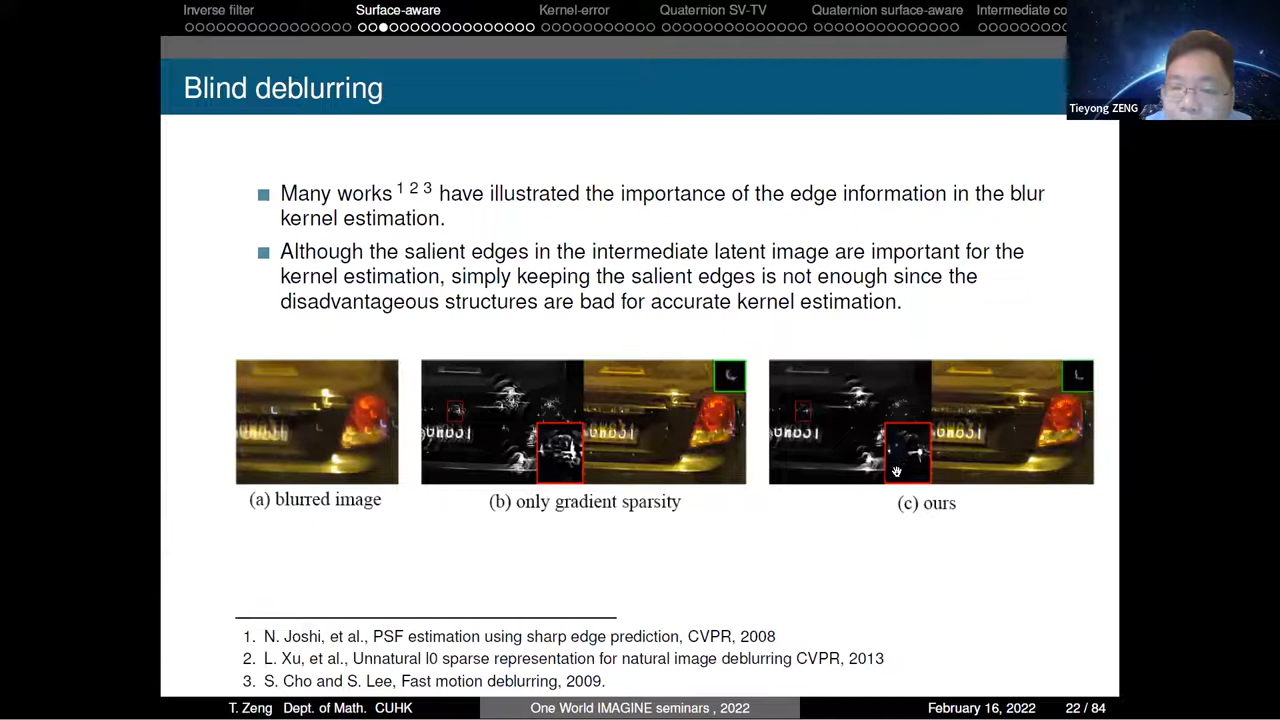 Inverse filter Surface-aware Kernel-error Quaternion SV-TV Quaternion surface-aware Intermediate co
Tieyong ZENG
Blind deblurring
Many works 1 2 3 have illustrated the importance of the edge information in the blur
kernel estimation.
Although the salient edges in the intermediate latent image are important for the
kernel estimation, simply keeping the salient edges is not enough since the
disadvantageous structures are bad for accurate kernel estimation.
(a) blurred image (b) only gradient sparsity (c) ours
1. N. Joshi, et al., PSF estimation using sharp edge prediction, CVPR, 2008
2. L. Xu, et al., Unnatural l0 sparse representation for natural image deblurring CVPR, 2013
3. S. Cho and S. Lee, Fast motion deblurring, 2009.
T. Zeng Dept. of Math. CUHK One World IMAGINE seminars , 2022 February 16, 2022 22 / 84